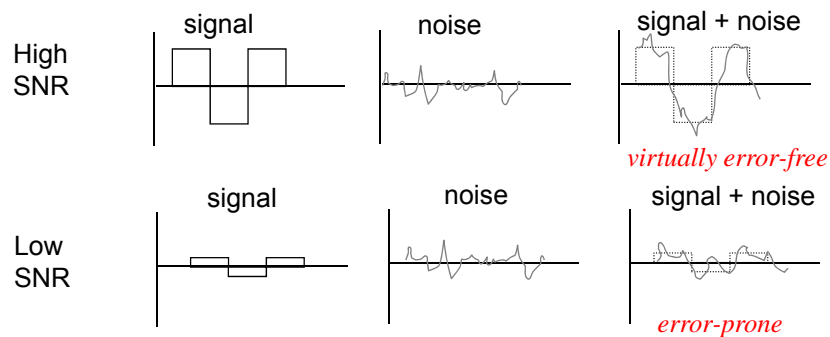 signal
noise
signal + noise
High
SNR
virtually error-free
signal
noise
signal + noise
Low
SNR
error-prone